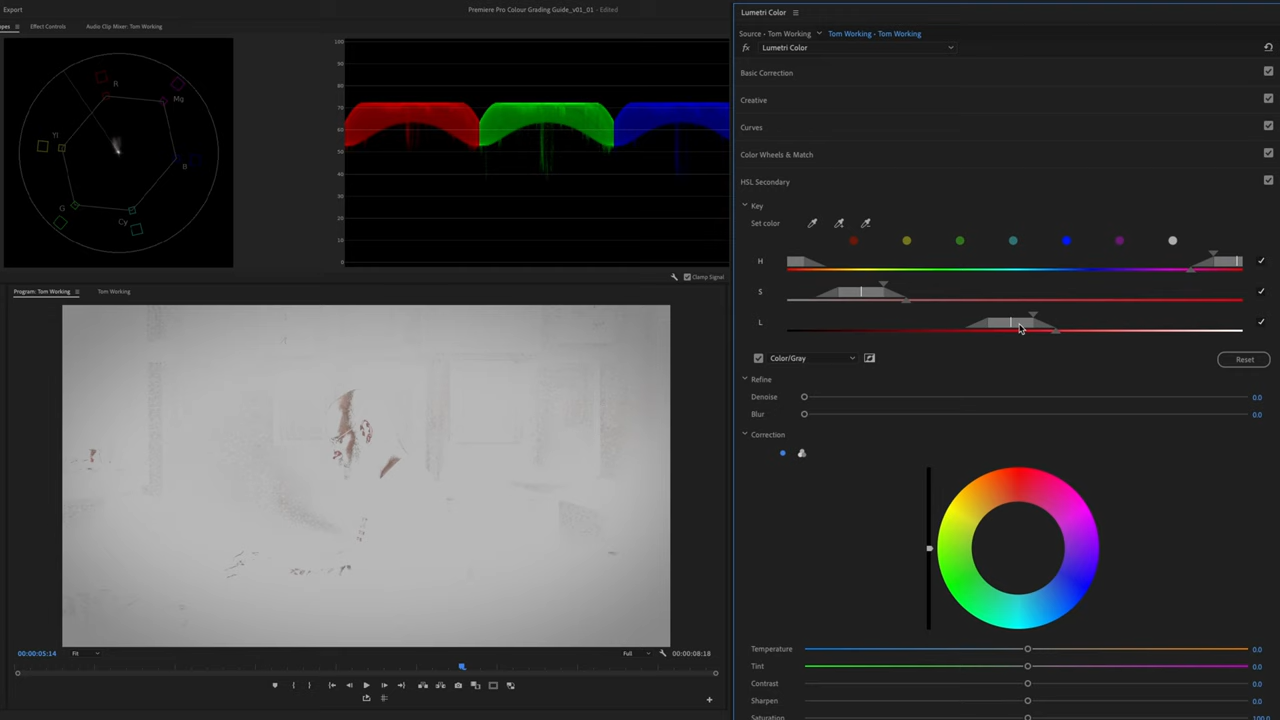 Export
Premiere Pro Colour Grading Guide_v01_01 - Edited
Effect Controls
Audio Clip Mixer: Tom Working
Lumetri Color
Source - Tom Working
Tom Working - Tom Working
fx
Lumetri Color
Basic Correction
Creative
Curves
Color Wheels & Match
HSL Secondary
Key
Set color
H
S
L
Color/Gray
Reset
Refine
Denoise
0.0
Blur
0.0
Correction
Temperature
0.0
Tint
0.0
Contrast
0.0
Sharpen
0.0
Saturation
100.0
R
Mg
B
Cy
G
Yl
100
90
80
70
60
50
40
30
20
10
0
Clamp Signal
Program: Tom Working
Tom Working
00:00:05:14
Fit
Full
00:00:08:18